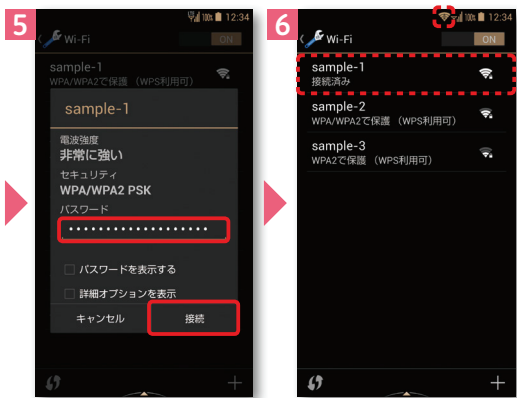 5
100% 12:34
Wi-Fi
ON
sample-1
WPA/WPA2で保護 （WPS利用可）
sample-1
電波強度
非常に強い
セキュリティ
WPA/WPA2 PSK
パスワード
••••••••••••••••••••
パスワードを表示する
詳細オプションを表示
キャンセル
接続
6
100% 12:34
Wi-Fi
ON
sample-1
接続済み
sample-2
WPA/WPA2で保護 （WPS利用可）
sample-3
WPA2で保護 （WPS利用可）